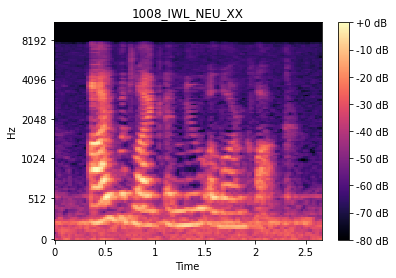 1008_IWL_NEU_XX
+0 dB
8192
-10 dB
4096
-20 dB
-30 dB
2048
Hz
-40 dB
1024
-50 dB
512
-60 dB
-70 dB
0
-80 dB
0 0.5 1 1.5 2 2.5
Time